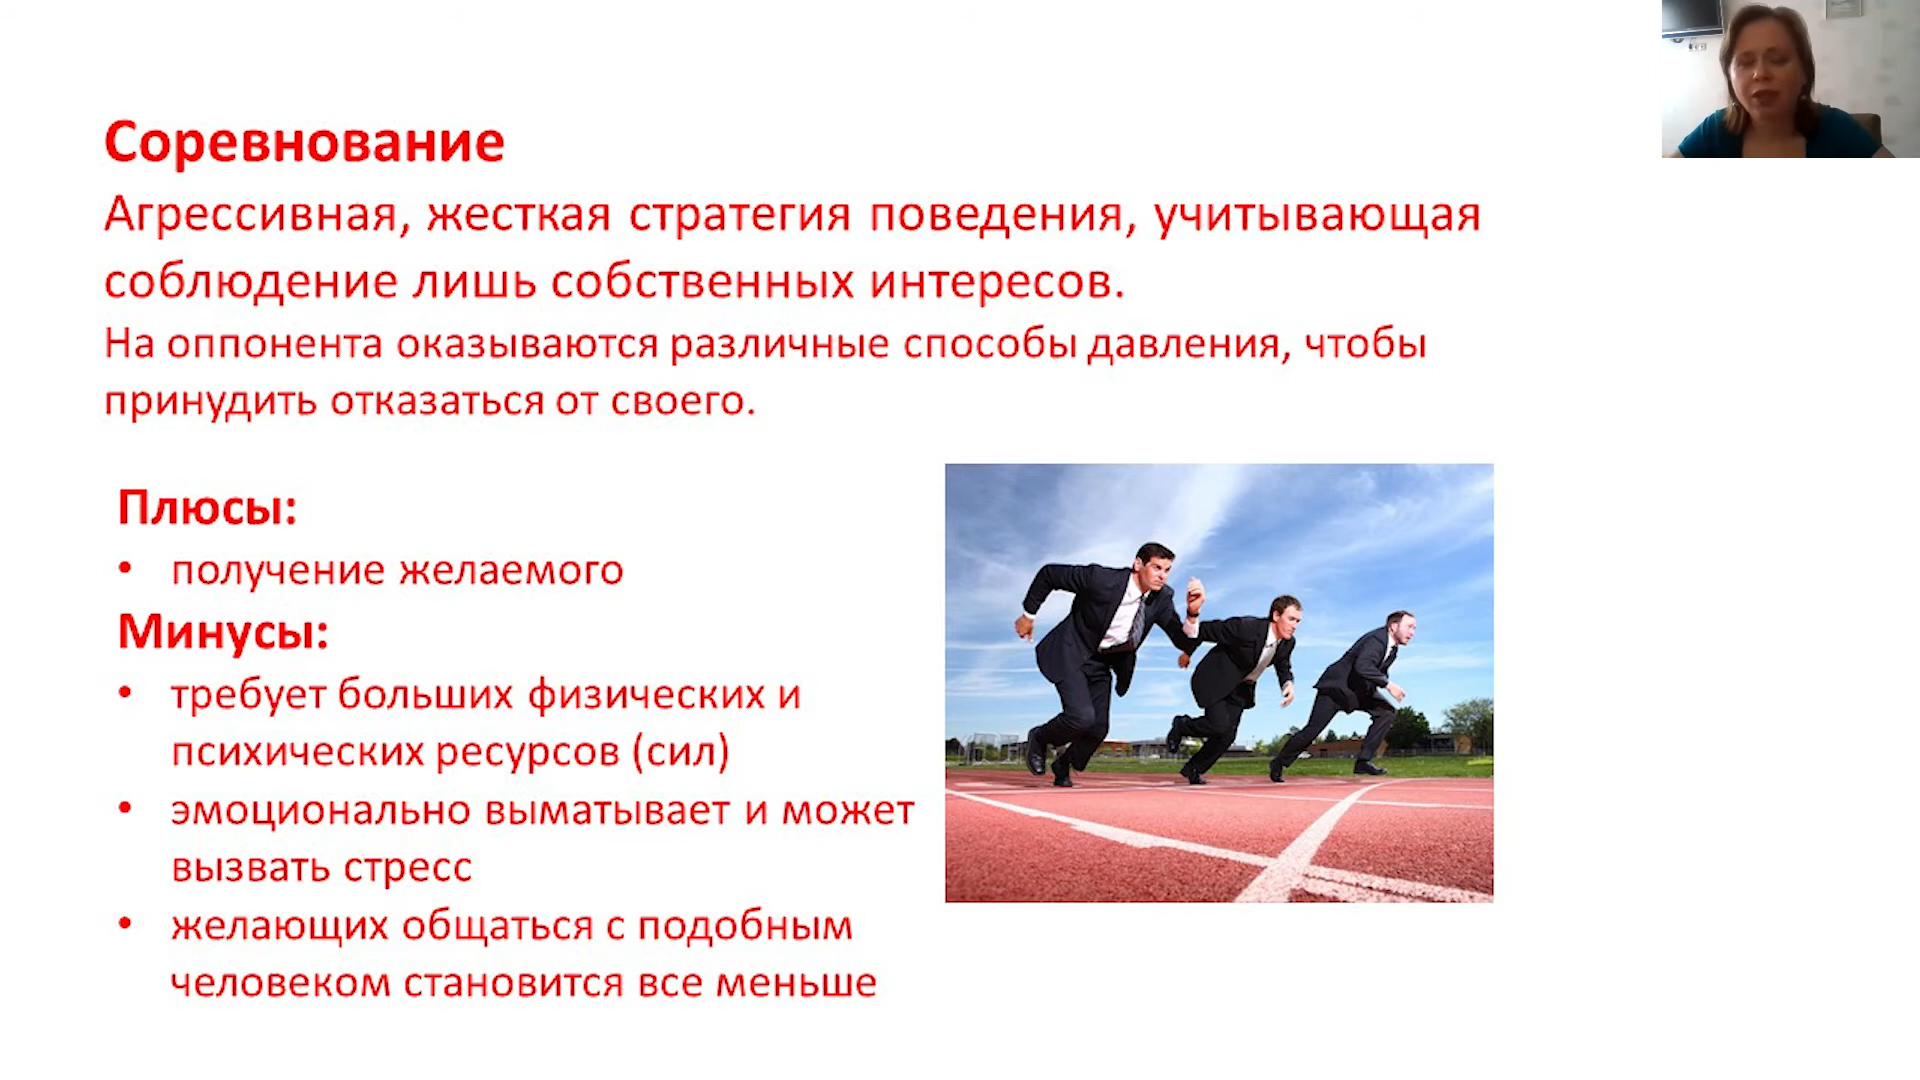 Соревнование
Агрессивная, жесткая стратегия поведения, учитывающая
соблюдение лишь собственных интересов.
На оппонента оказываются различные способы давления, чтобы
принудить отказаться от своего.
Плюсы:
• получение желаемого
Минусы:
• требует больших физических и
психических ресурсов (сил)
• эмоционально выматывает и может
вызвать стресс
• желающих общаться с подобным
человеком становится все меньше